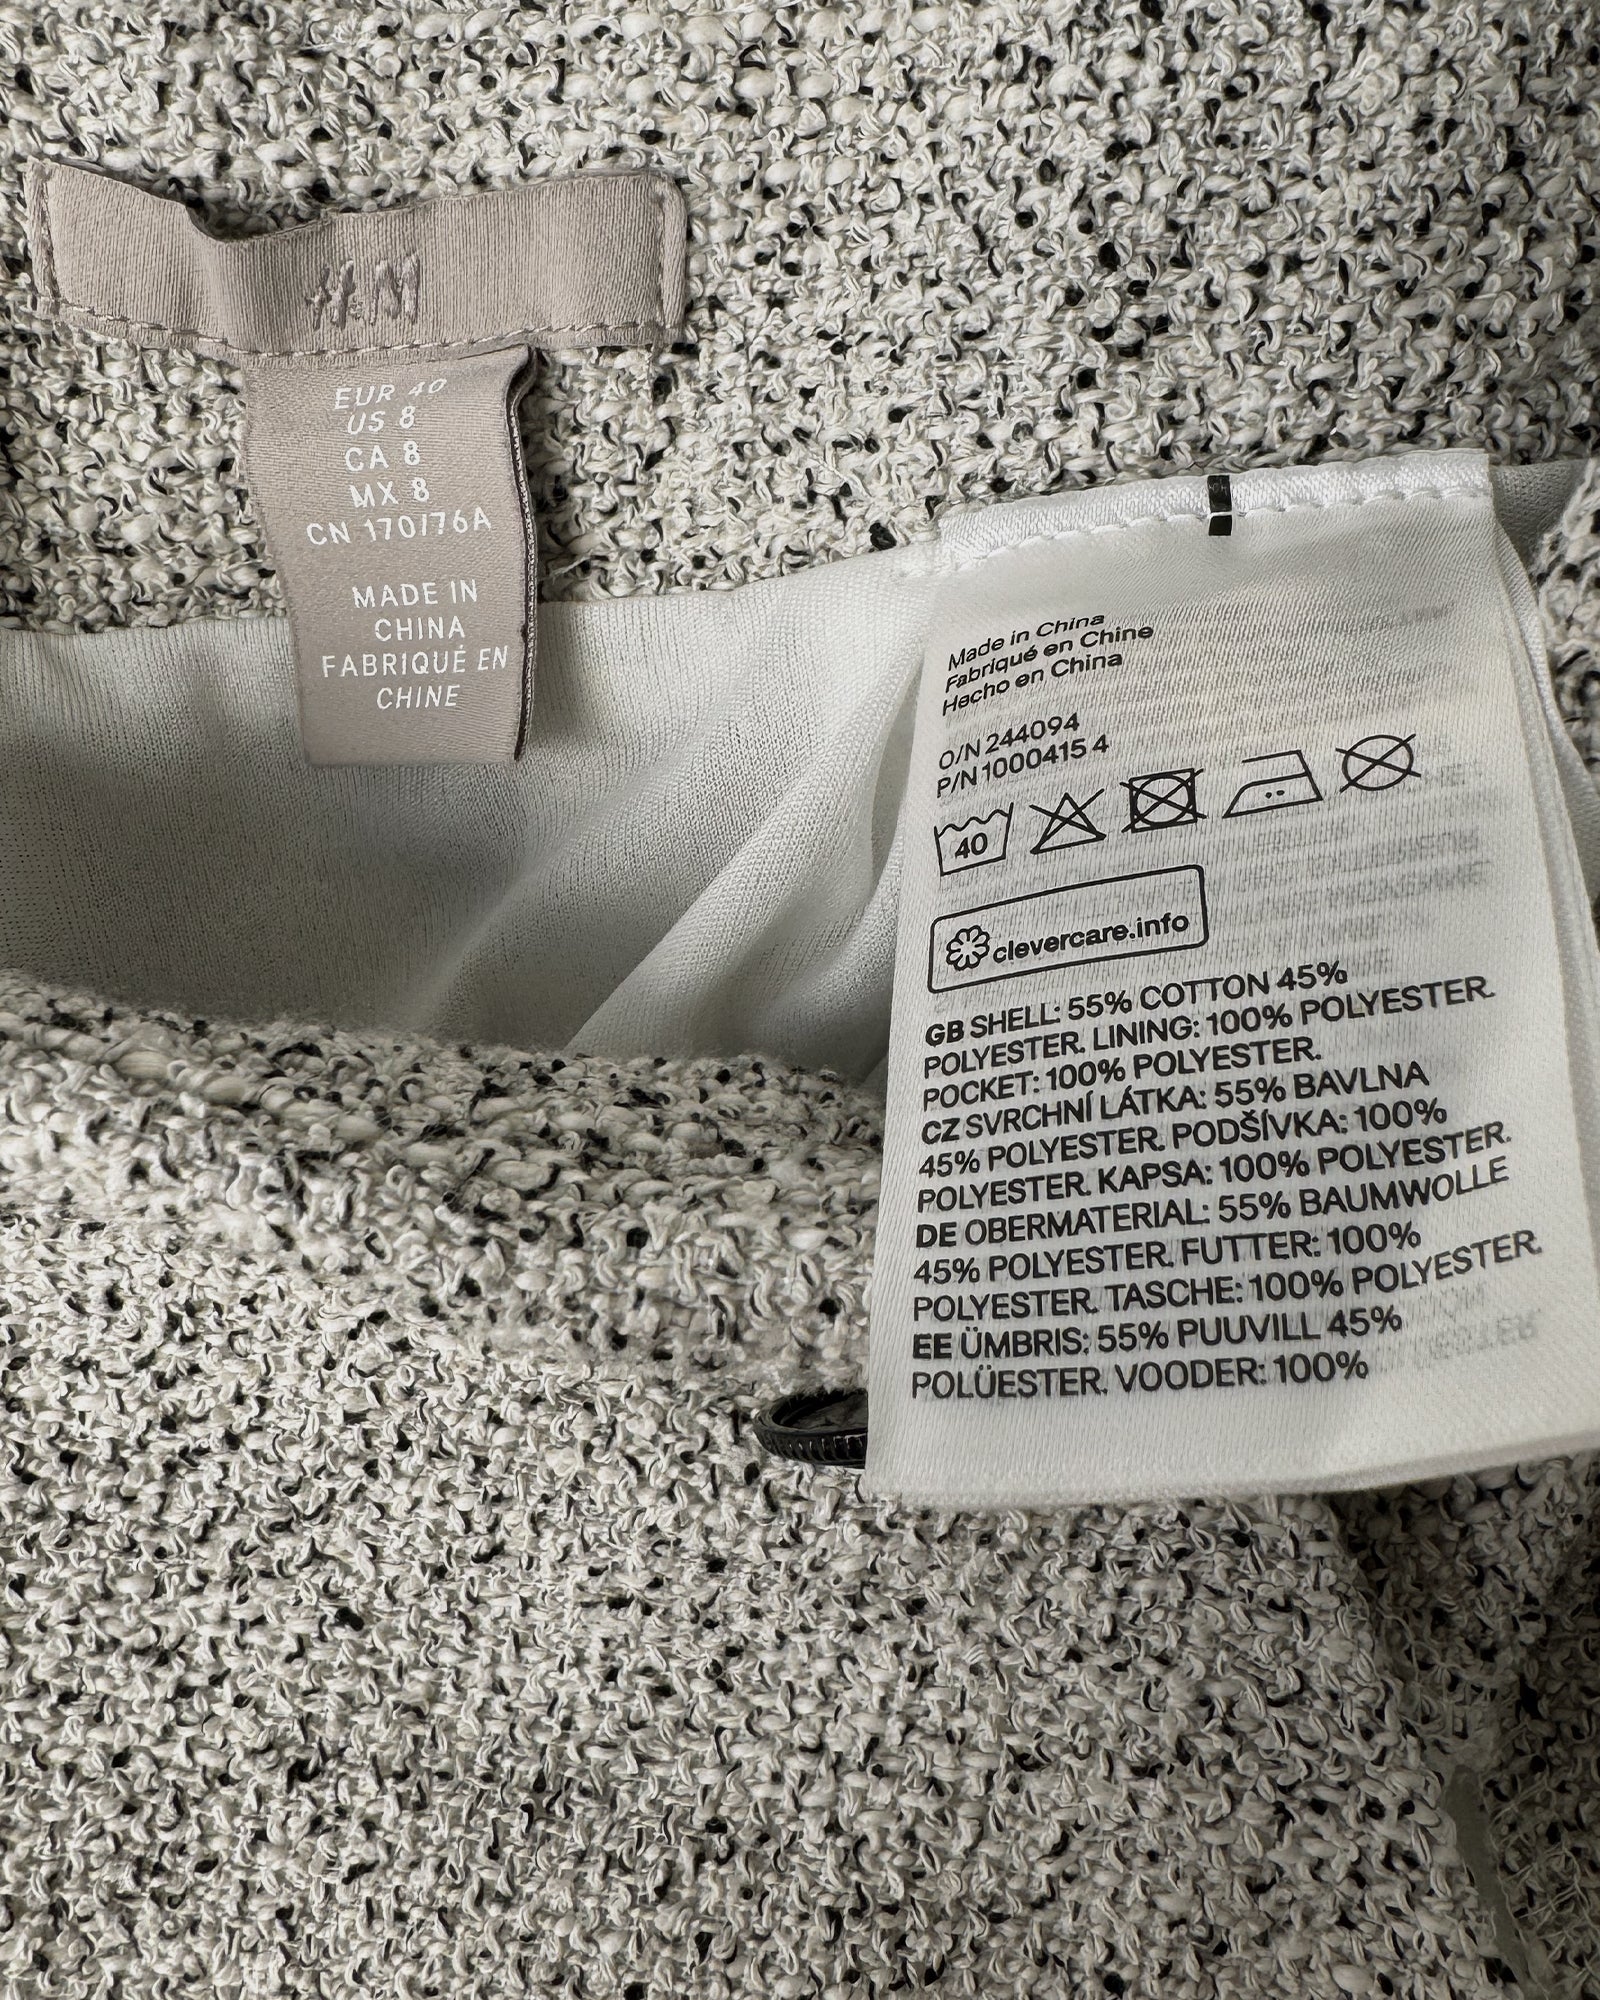 H&M
EUR 40
US 8
CA 8
MX 8
CN 170/76A
MADE IN
CHINA
FABRIQUÉ EN
CHINE
Made in China
Fabriqué en Chine
Hecho en China
O/N 244094
P/N 1000415 4
40
clevercare.info
GB SHELL: 55% COTTON 45%
POLYESTER. LINING: 100% POLYESTER.
POCKET: 100% POLYESTER.
CZ SVRCHNÍ LÁTKA: 55% BAVLNA
45% POLYESTER. PODŠÍVKA: 100%
POLYESTER. KAPSA: 100% POLYESTER.
DE OBERMATERIAL: 55% BAUMWOLLE
45% POLYESTER. FUTTER: 100%
POLYESTER. TASCHE: 100% POLYESTER.
EE ÜMBRIS: 55% PUUVILL 45%
POLÜESTER. VOODER: 100%